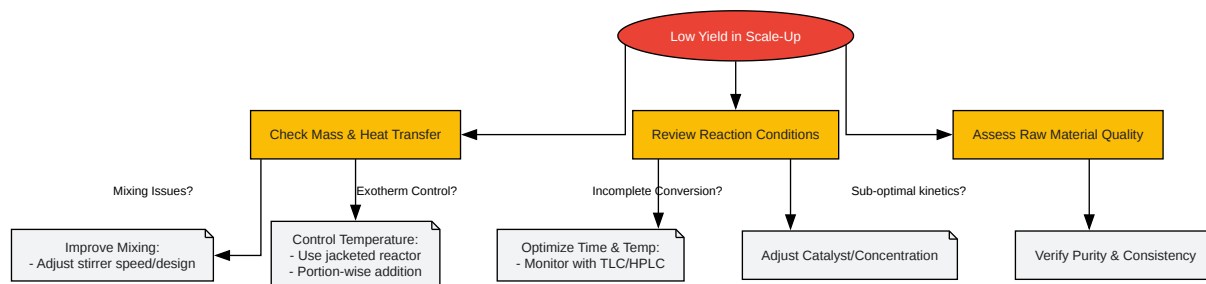 Low Yield in Scale-Up
Check Mass & Heat Transfer
Review Reaction Conditions
Assess Raw Material Quality
Mixing Issues?
Exotherm Control?
Incomplete Conversion?
Sub-optimal kinetics?
Improve Mixing:
- Adjust stirrer speed/design
Control Temperature:
- Use jacketed reactor
- Portion-wise addition
Optimize Time & Temp:
- Monitor with TLC/HPLC
Adjust Catalyst/Concentration
Verify Purity & Consistency